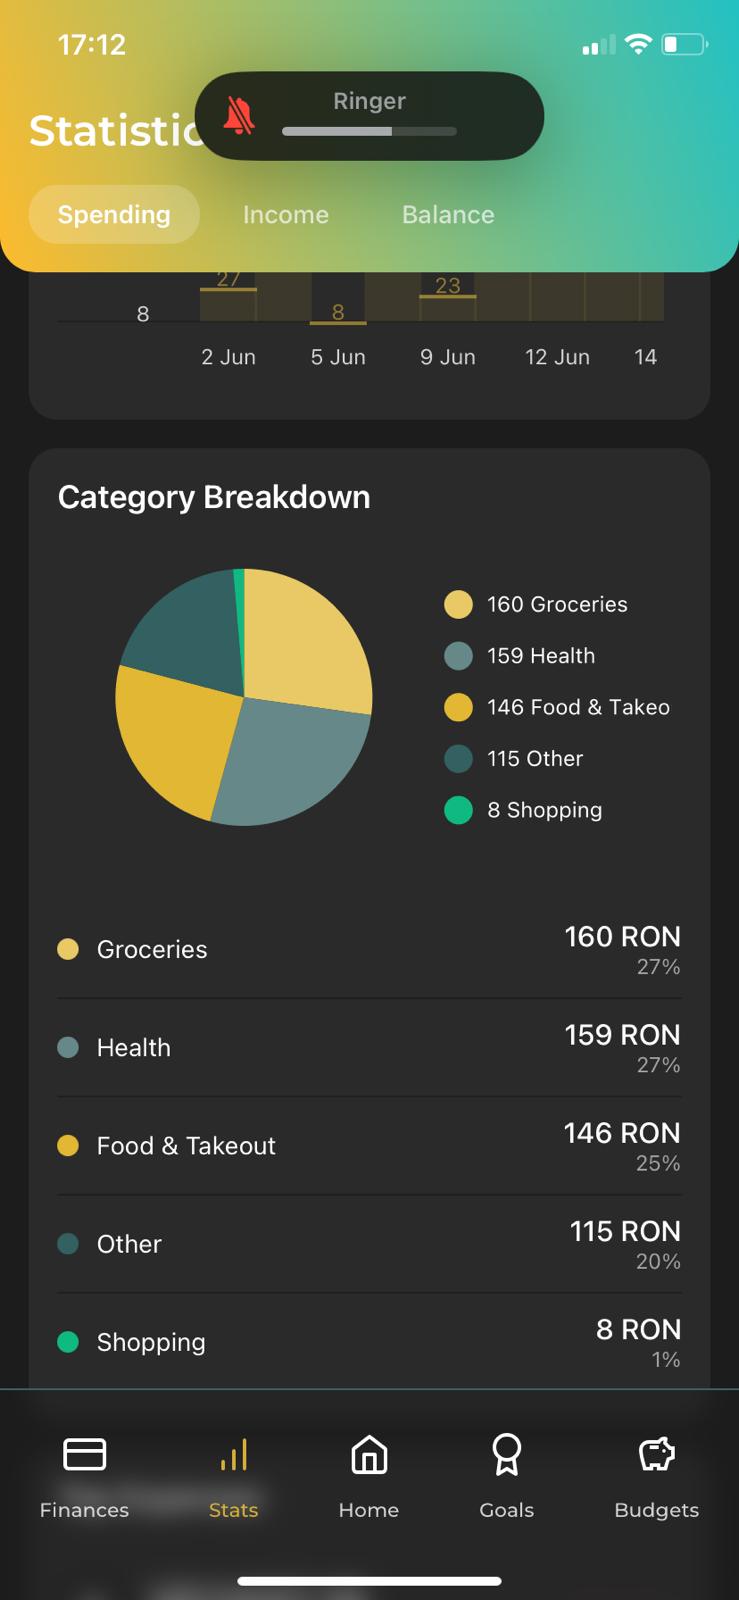 17:12
Ringer
Statistic
Spending Income Balance
27
23
8
8
2 Jun 5 Jun 9 Jun 12 Jun 14
Category Breakdown
160 Groceries
159 Health
146 Food & Takeo
115 Other
8 Shopping
Groceries 160 RON
27%
Health 159 RON
27%
Food & Takeout 146 RON
25%
Other 115 RON
20%
Shopping 8 RON
1%
Finances Stats Home Goals Budgets